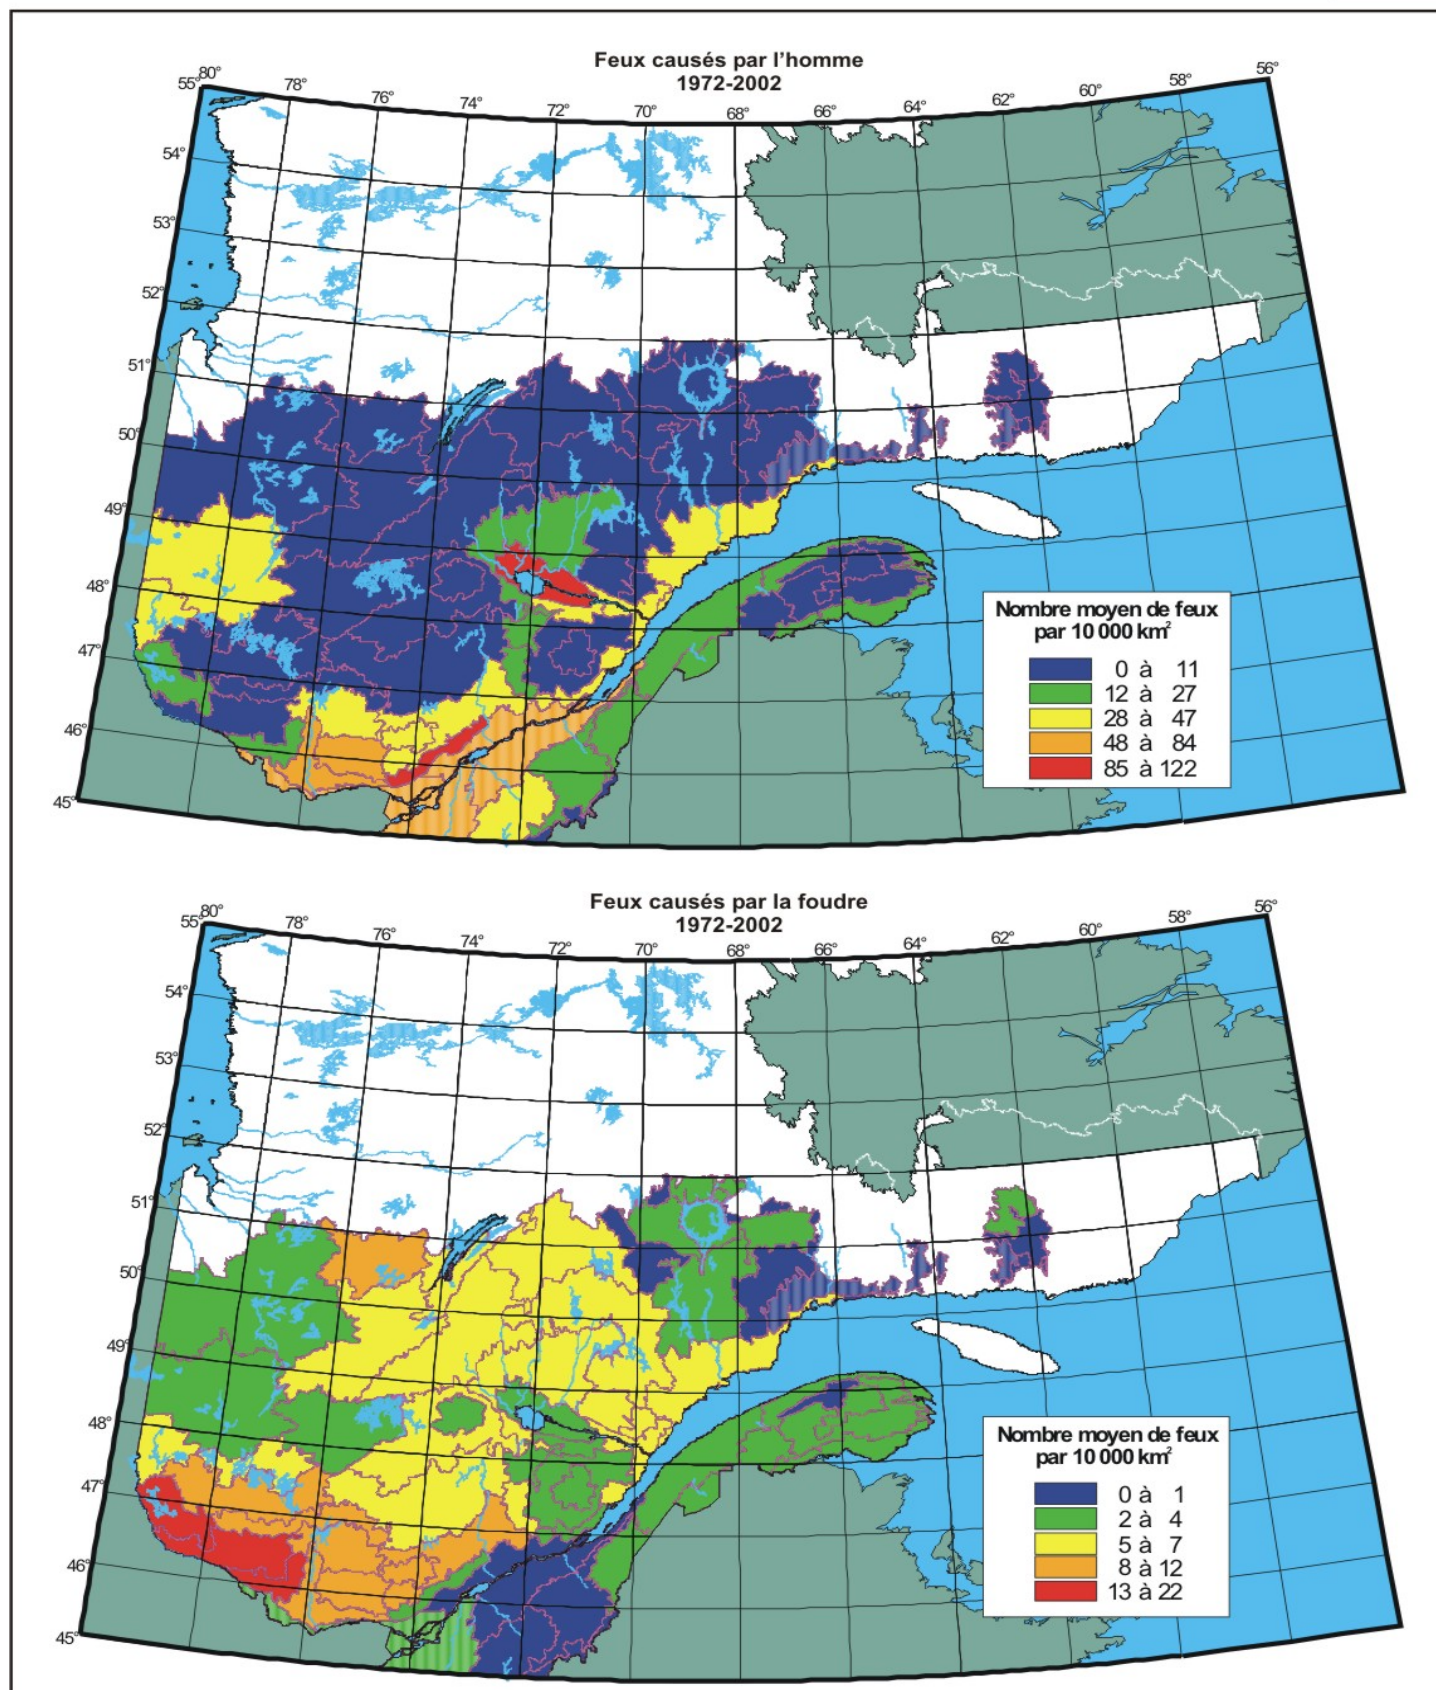 Feux causés par l'homme
1972-2002
55° 80° 78° 76° 74° 72° 70° 68° 66° 64° 62° 60° 58° 56°
54°
53°
52°
51°
50°
49°
48°
47°
46°
45°
Nombre moyen de feux
par 10 000 km²
0 à 11
12 à 27
28 à 47
48 à 84
85 à 122
Feux causés par la foudre
1972-2002
55° 80° 78° 76° 74° 72° 70° 68° 66° 64° 62° 60° 58° 56°
54°
53°
52°
51°
50°
49°
48°
47°
46°
45°
Nombre moyen de feux
par 10 000 km²
0 à 1
2 à 4
5 à 7
8 à 12
13 à 22